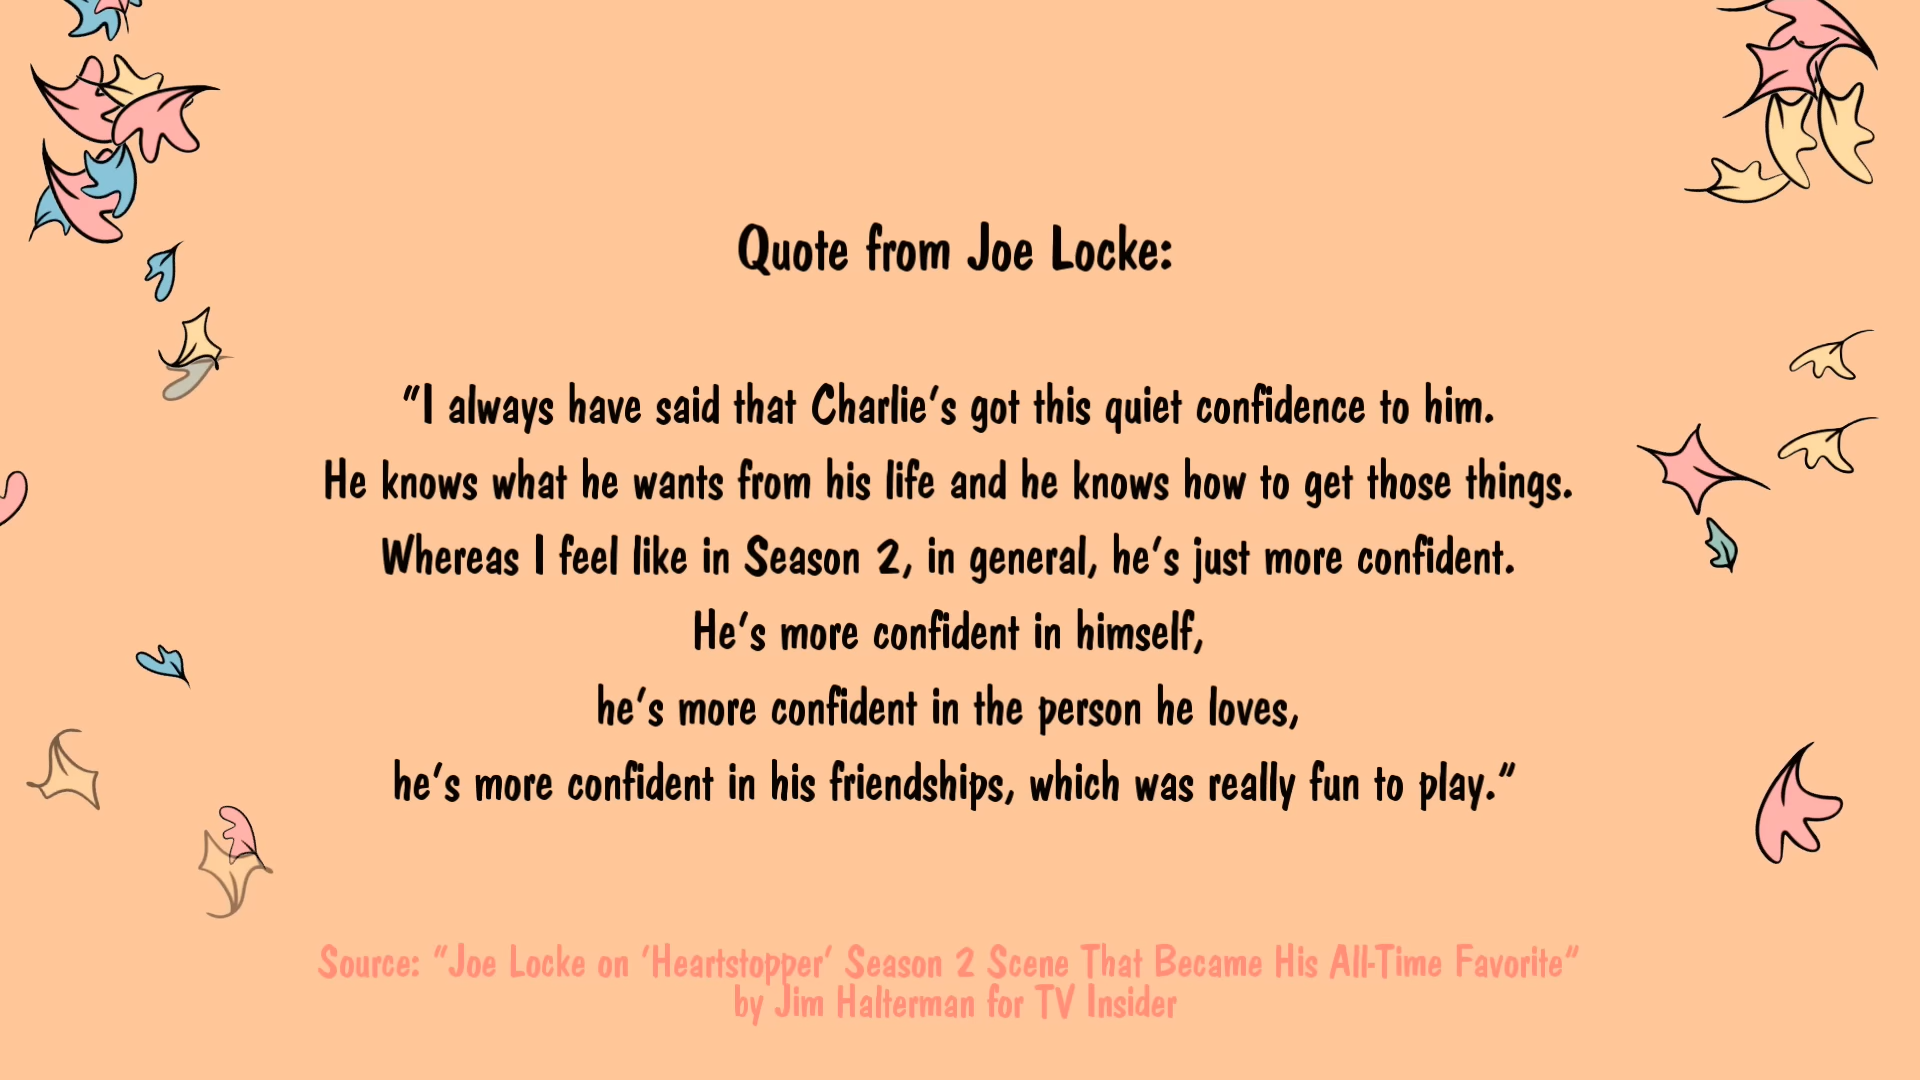 Quote from Joe Locke:
“I always have said that Charlie’s got this quiet confidence to him.
He knows what he wants from his life and he knows how to get those things.
Whereas I feel like in Season 2, in general, he’s just more confident.
He’s more confident in himself,
he’s more confident in the person he loves,
he’s more confident in his friendships, which was really fun to play.”
Source: “Joe Locke on ‘Heartstopper’ Season 2 Scene That Became His All-Time Favorite”
by Jim Halterman for TV Insider